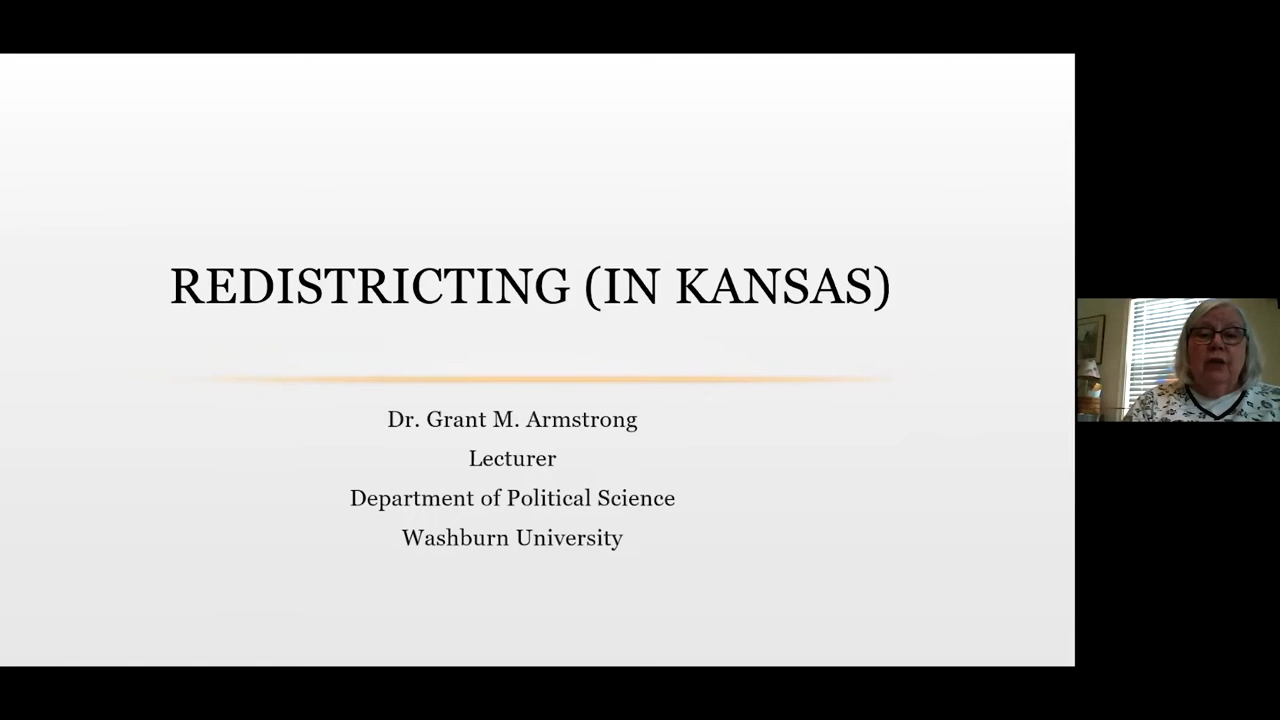 REDISTRICTING (IN KANSAS)
Dr. Grant M. Armstrong
Lecturer
Department of Political Science
Washburn University